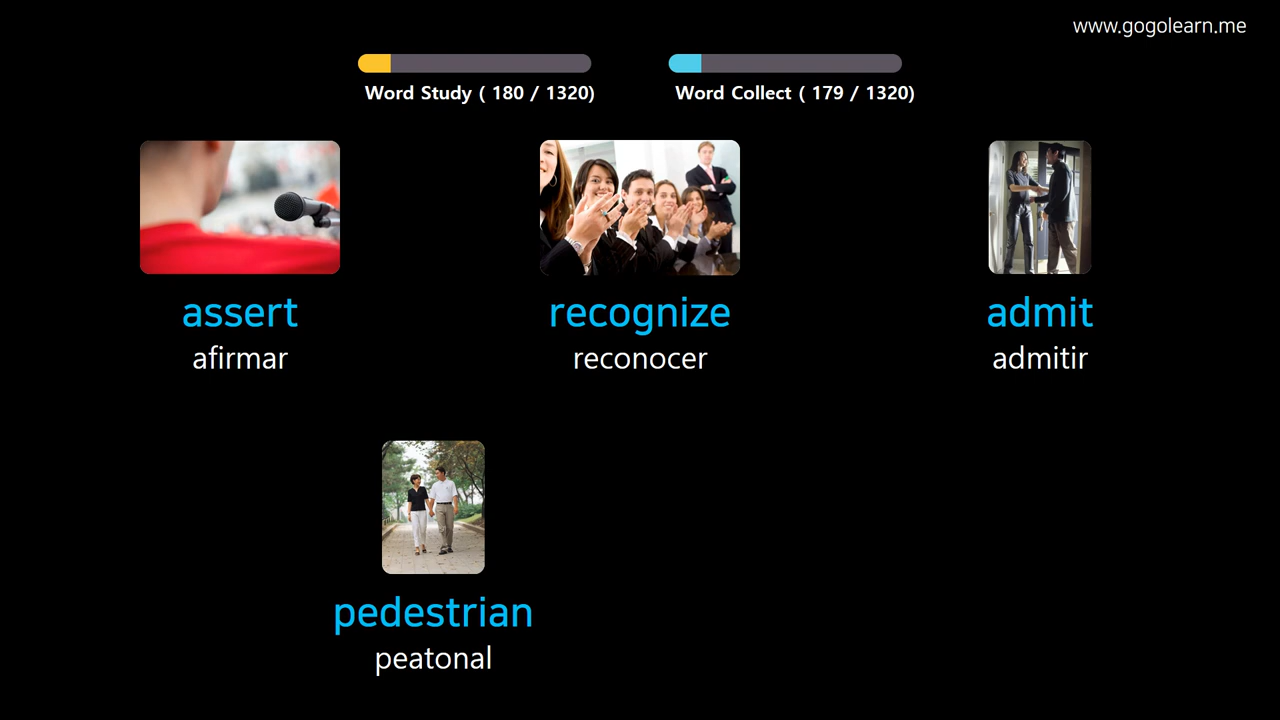 www.gogolearn.me
Word Study ( 180 / 1320)
Word Collect ( 179 / 1320)
assert
afirmar
recognize
reconocer
admit
admitir
pedestrian
peatonal